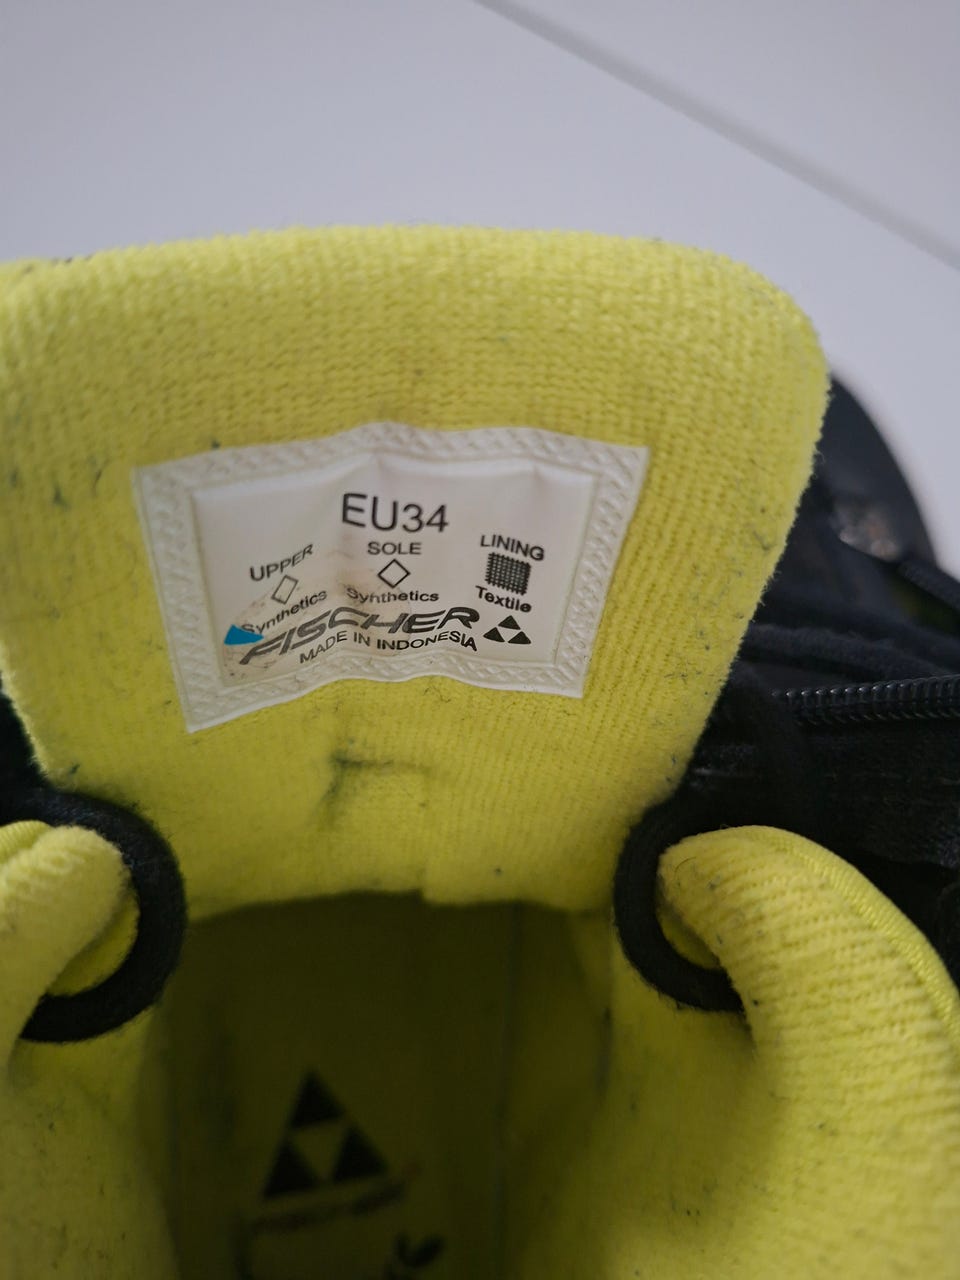 EU34
UPPER SOLE LINING
Synthetics Synthetics Textile
FISCHER
MADE IN INDONESIA